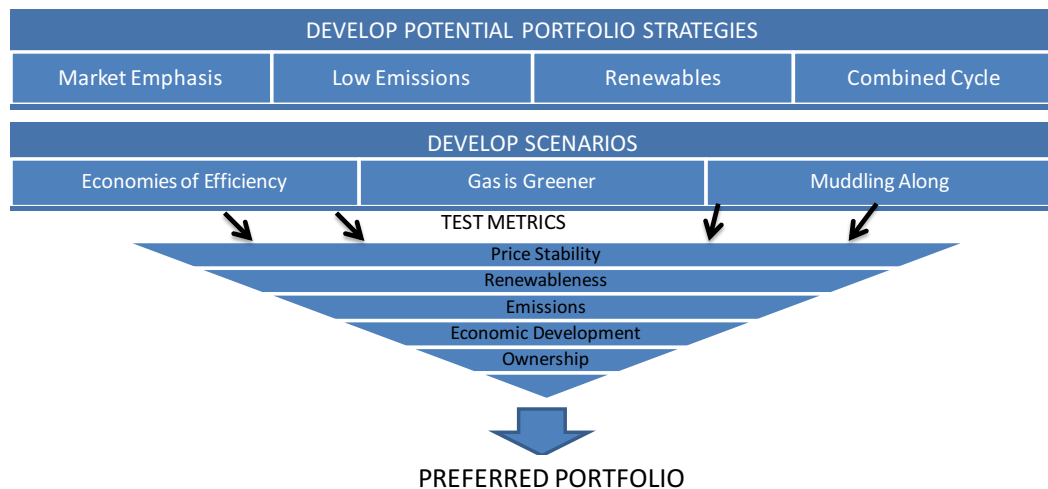 DEVELOP POTENTIAL PORTFOLIO STRATEGIES
Market Emphasis
Low Emissions
Renewables
Combined Cycle
DEVELOP SCENARIOS
Economies of Efficiency
Gas is Greener
Muddling Along
TEST METRICS
Price Stability
Renewableness
Emissions
Economic Development
Ownership
PREFERRED PORTFOLIO